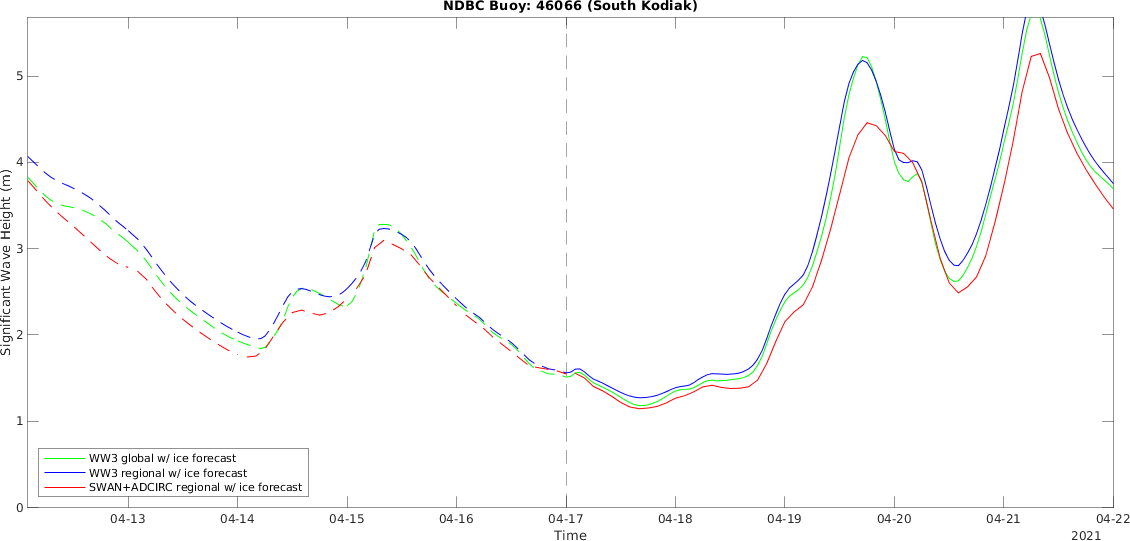 NDBC Buoy: 46066 (South Kodiak)
Significant Wave Height (m)
5
4
3
2
1
0
WW3 global w/ ice forecast
WW3 regional w/ ice forecast
SWAN+ADCIRC regional w/ ice forecast
04-13 04-14 04-15 04-16 04-17 04-18 04-19 04-20 04-21 04-22
Time 2021